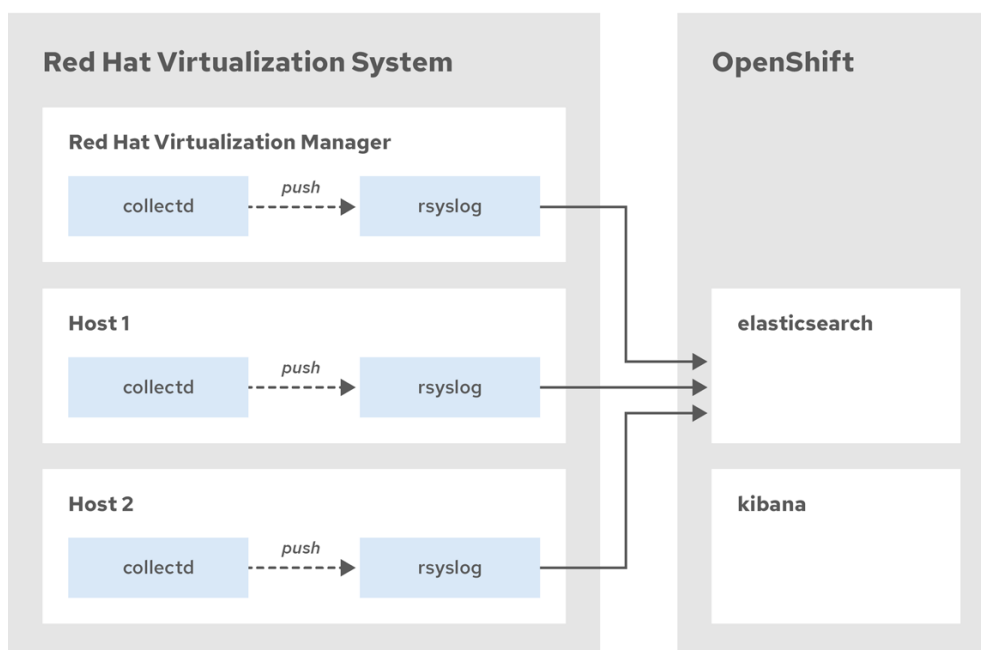 Red Hat Virtualization System
Red Hat Virtualization Manager
collectd
push
rsyslog
Host 1
collectd
push
rsyslog
Host 2
collectd
push
rsyslog
OpenShift
elasticsearch
kibana